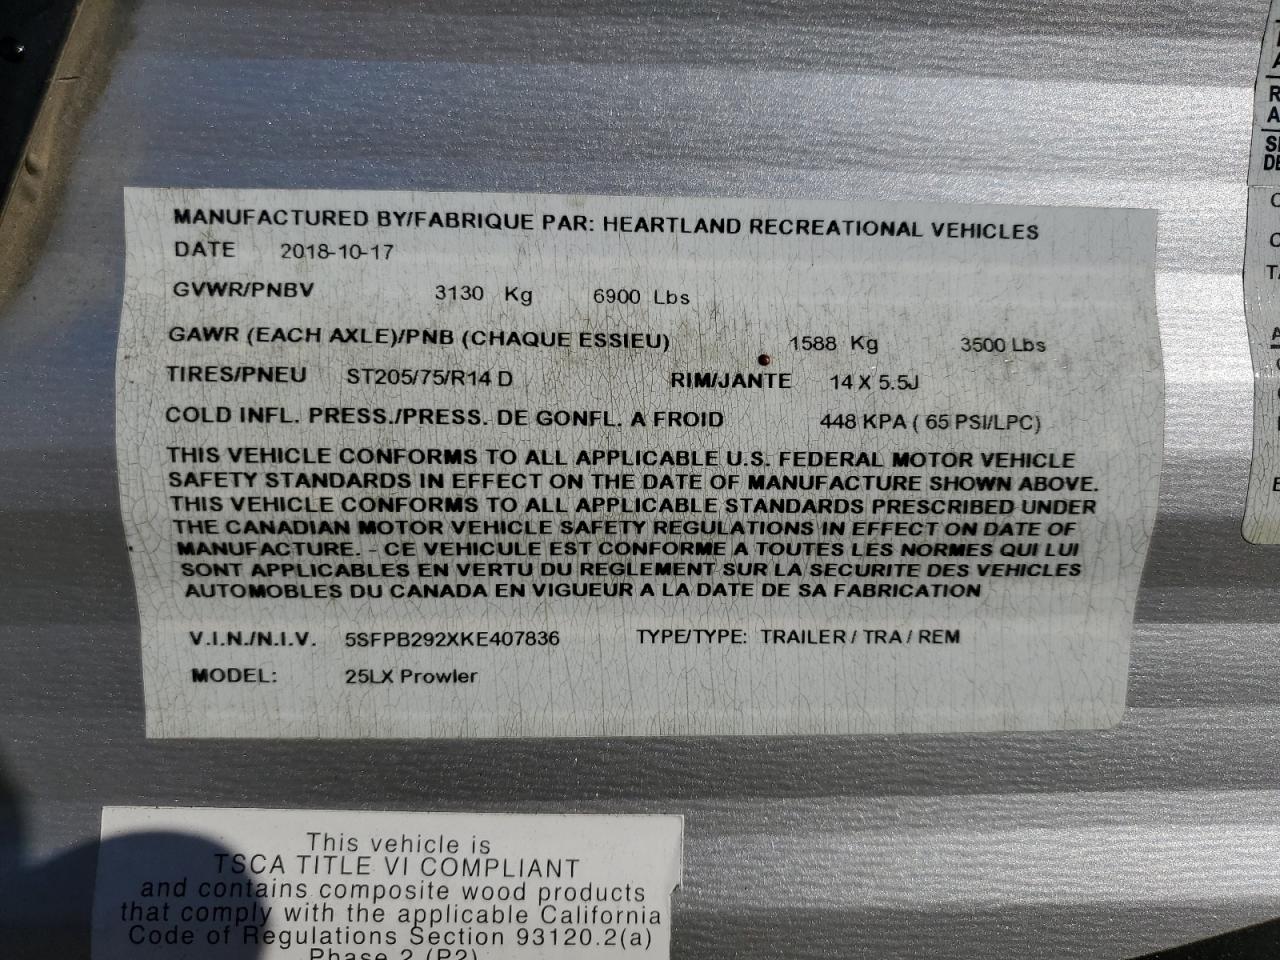 MANUFACTURED BY/FABRIQUE PAR: HEARTLAND RECREATIONAL VEHICLES
DATE 2018-10-17
GVWR/PNBV 3130 Kg 6900 Lbs
GAWR (EACH AXLE)/PNB (CHAQUE ESSIEU) 1588 Kg 3500 Lbs
TIRES/PNEU ST205/75/R14 D RIM/JANTE 14 X 5.5J
COLD INFL. PRESS./PRESS. DE GONFL. A FROID 448 KPA ( 65 PSI/LPC)
THIS VEHICLE CONFORMS TO ALL APPLICABLE U.S. FEDERAL MOTOR VEHICLE
SAFETY STANDARDS IN EFFECT ON THE DATE OF MANUFACTURE SHOWN ABOVE.
THIS VEHICLE CONFORMS TO ALL APPLICABLE STANDARDS PRESCRIBED UNDER
THE CANADIAN MOTOR VEHICLE SAFETY REGULATIONS IN EFFECT ON DATE OF
MANUFACTURE. - CE VEHICULE EST CONFORME A TOUTES LES NORMES QUI LUI
SONT APPLICABLES EN VERTU DU REGLEMENT SUR LA SECURITE DES VEHICLES
AUTOMOBILES DU CANADA EN VIGUEUR A LA DATE DE SA FABRICATION
V.I.N./N.I.V. 5SFPB292XKE407836 TYPE/TYPE: TRAILER / TRA / REM
MODEL: 25LX Prowler
This vehicle is
TSCA TITLE VI COMPLIANT
and contains composite wood products
that comply with the applicable California
Code of Regulations Section 93120.2(a)
Phase 2 (P2)